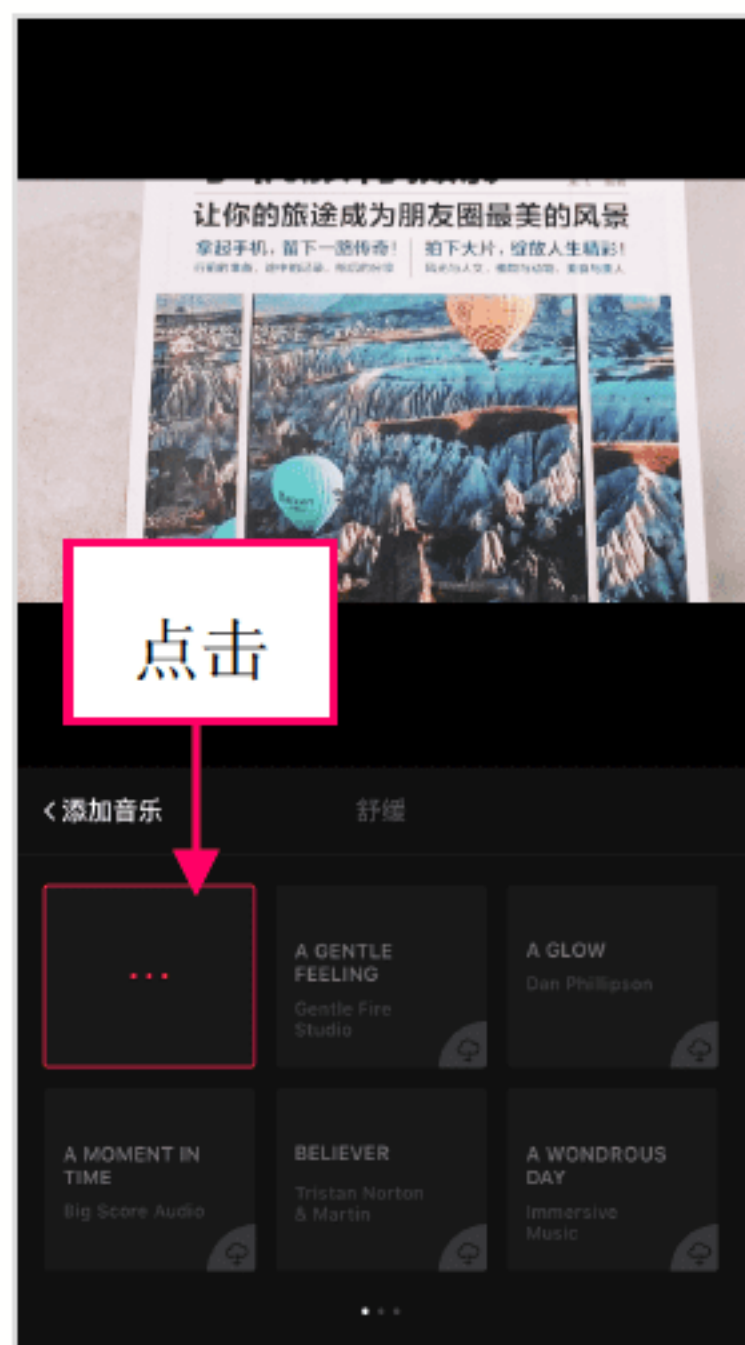 让你的旅途成为朋友圈最美的风景
拿起手机，留下一路传奇！ 拍下大片，绽放人生精彩！
点击
添加音乐 舒缓
...
A GENTLE
FEELING
Gentle Fire
Studio
A GLOW
Dan Phillipson
A MOMENT IN
TIME
Big Score Audio
BELIEVER
Tristan Norton
& Martin
A WONDROUS
DAY
Immersive
Music